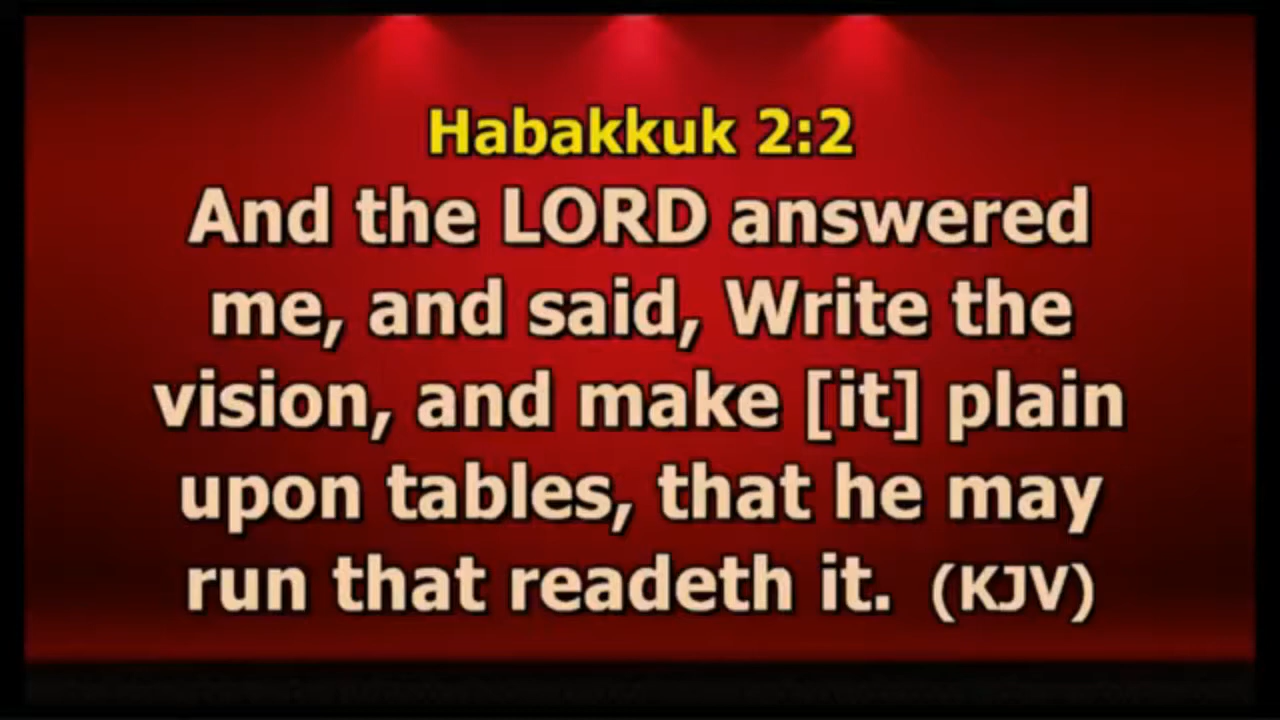 Habakkuk 2:2
And the LORD answered
me, and said, Write the
vision, and make [it] plain
upon tables, that he may
run that readeth it. (KJV)